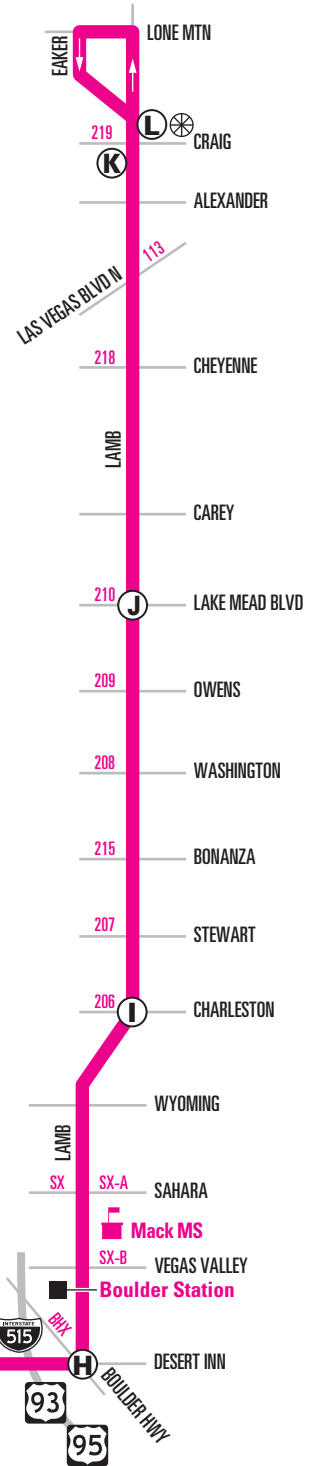 LONE MTN
EAKER
L
219
CRAIG
K
ALEXANDER
113
LAS VEGAS BLVD N
218
CHEYENNE
LAMB
CAREY
210
J
LAKE MEAD BLVD
209
OWENS
208
WASHINGTON
215
BONANZA
207
STEWART
206
I
CHARLESTON
WYOMING
LAMB
SX
SX-A
SAHARA
Mack MS
SX-B
VEGAS VALLEY
Boulder Station
INTERSTATE
515
BHX
H
DESERT INN
BOULDER HWY
93
95